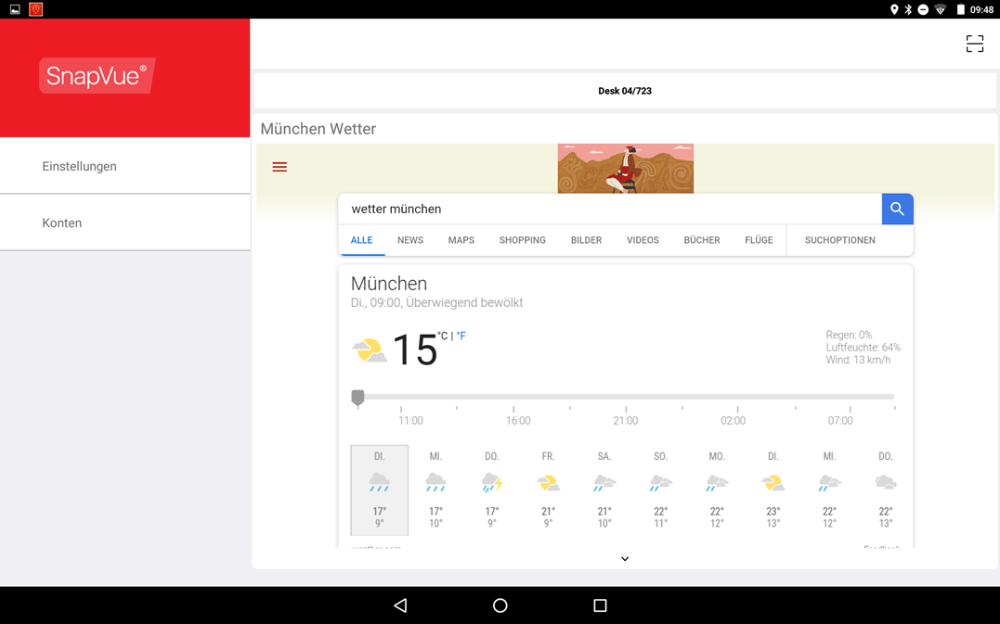 09:48
SnapVue®
Einstellungen
Konten
Desk 04/723
München Wetter
wetter münchen
ALLE NEWS MAPS SHOPPING BILDER VIDEOS BÜCHER FLÜGE SUCHOPTIONEN
München
Di., 09:00, Überwiegend bewölkt
15 °C | °F
Regen: 0%
Luftfeuchte: 64%
Wind: 13 km/h
11:00 16:00 21:00 02:00 07:00
DI. MI. DO. FR. SA. SO. MO. DI. MI. DO.
17° 17° 17° 21° 21° 22° 22° 23° 22° 22°
9° 10° 9° 9° 10° 11° 12° 13° 12° 13°